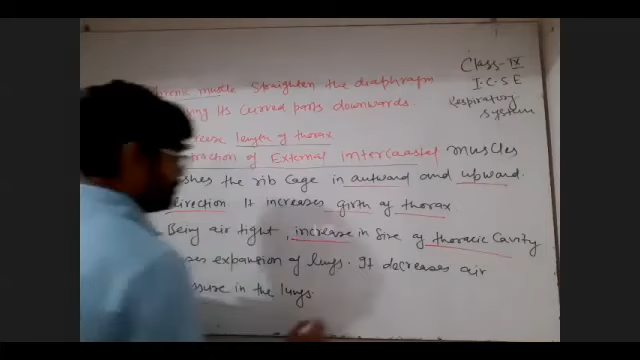 Class-IX
I.C.S.E
Respiratory
system
muscle straighten the diaphragm
Its curved parts downwards.
length of thorax
of External intercoastal muscles
the rib cage in outward and upward
direction. It increases girth of thorax
Being air tight, increase in size of thoracic cavity
expansion of lungs. It decreases air
in the lungs.